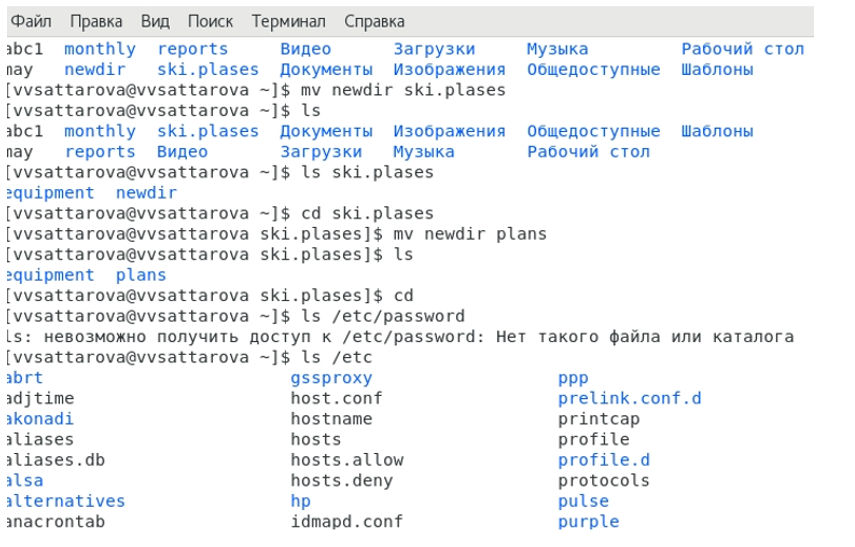 Файл Правка Вид Поиск Терминал Справка
abc1 monthly reports Видео Загрузки Музыка Рабочий стол
may newdir ski.plases Документы Изображения Общедоступные Шаблоны
[vvsattarova@vvsattarova ~]$ mv newdir ski.plases
[vvsattarova@vvsattarova ~]$ ls
abc1 monthly ski.plases Документы Изображения Общедоступные Шаблоны
may reports Видео Загрузки Музыка Рабочий стол
[vvsattarova@vvsattarova ~]$ ls ski.plases
equipment newdir
[vvsattarova@vvsattarova ~]$ cd ski.plases
[vvsattarova@vvsattarova ski.plases]$ mv newdir plans
[vvsattarova@vvsattarova ski.plases]$ ls
equipment plans
[vvsattarova@vvsattarova ski.plases]$ cd
[vvsattarova@vvsattarova ~]$ ls /etc/password
ls: невозможно получить доступ к /etc/password: Нет такого файла или каталога
[vvsattarova@vvsattarova ~]$ ls /etc
abrt gssproxy ppp
adjtime host.conf prelink.conf.d
akonadi hostname printcap
aliases hosts profile
aliases.db hosts.allow profile.d
alsa hosts.deny protocols
alternatives hp pulse
anacrontab idmapd.conf purple